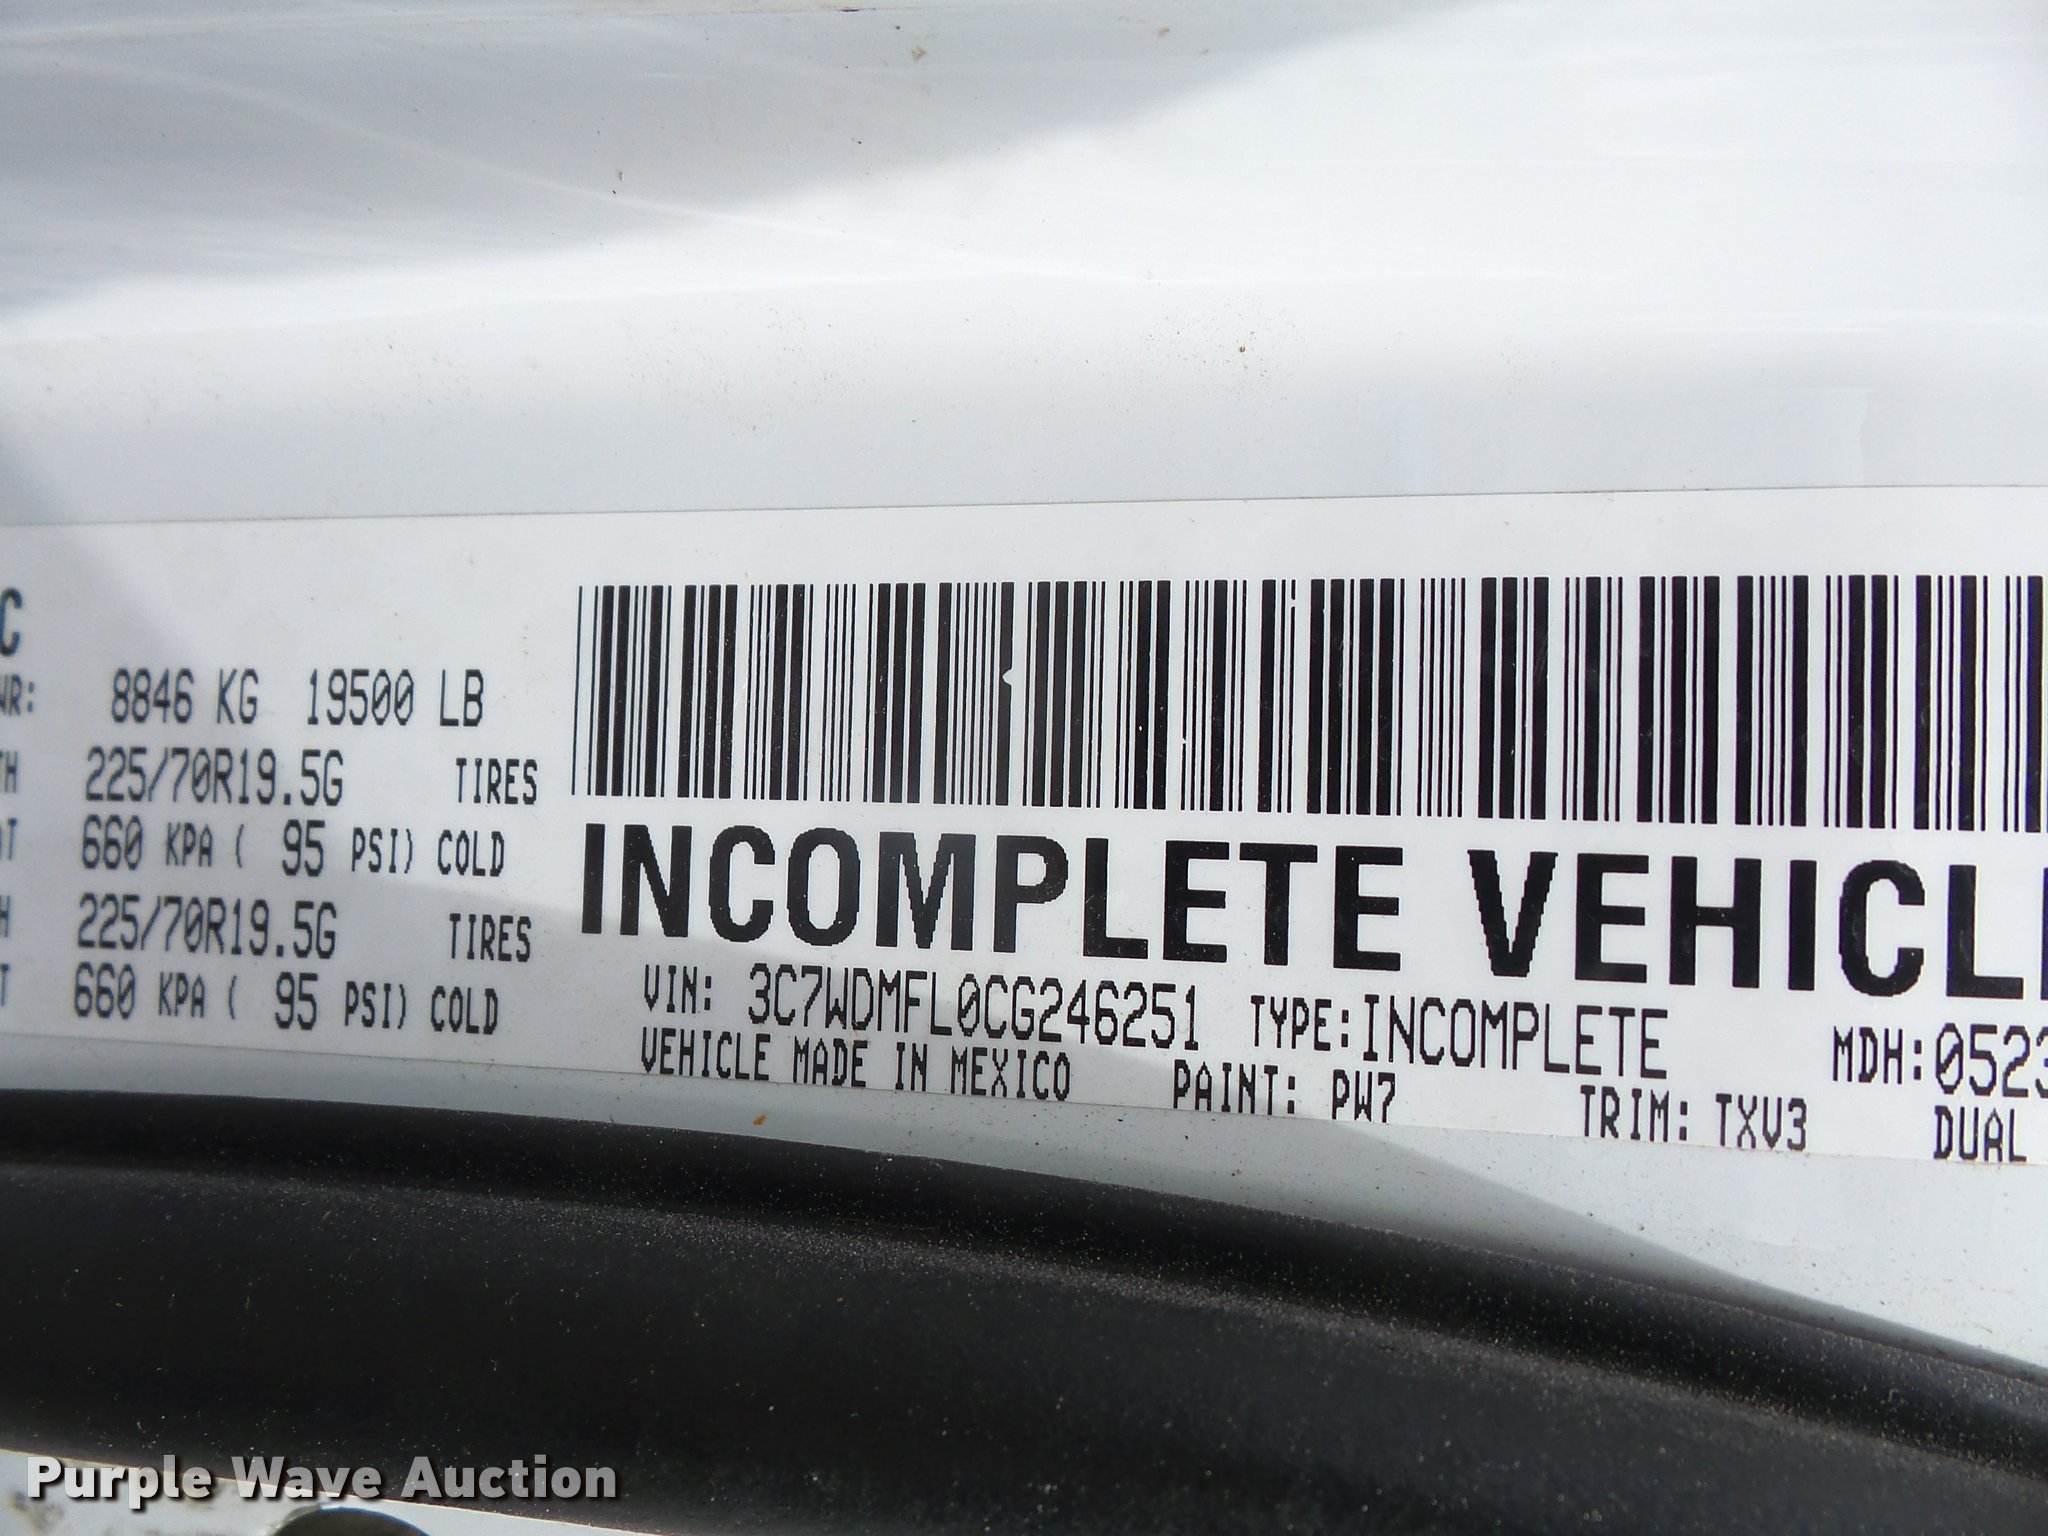 C
WR: 8846 KG 19500 LB
TH 225/70R19.5G TIRES
AT 660 KPA ( 95 PSI) COLD
H 225/70R19.5G TIRES
T 660 KPA ( 95 PSI) COLD
INCOMPLETE VEHICL
VIN: 3C7WDMFL0CG246251 TYPE:INCOMPLETE MDH:0523
VEHICLE MADE IN MEXICO PAINT: PW7 TRIM: TXV3 DUAL
Purple Wave Auction